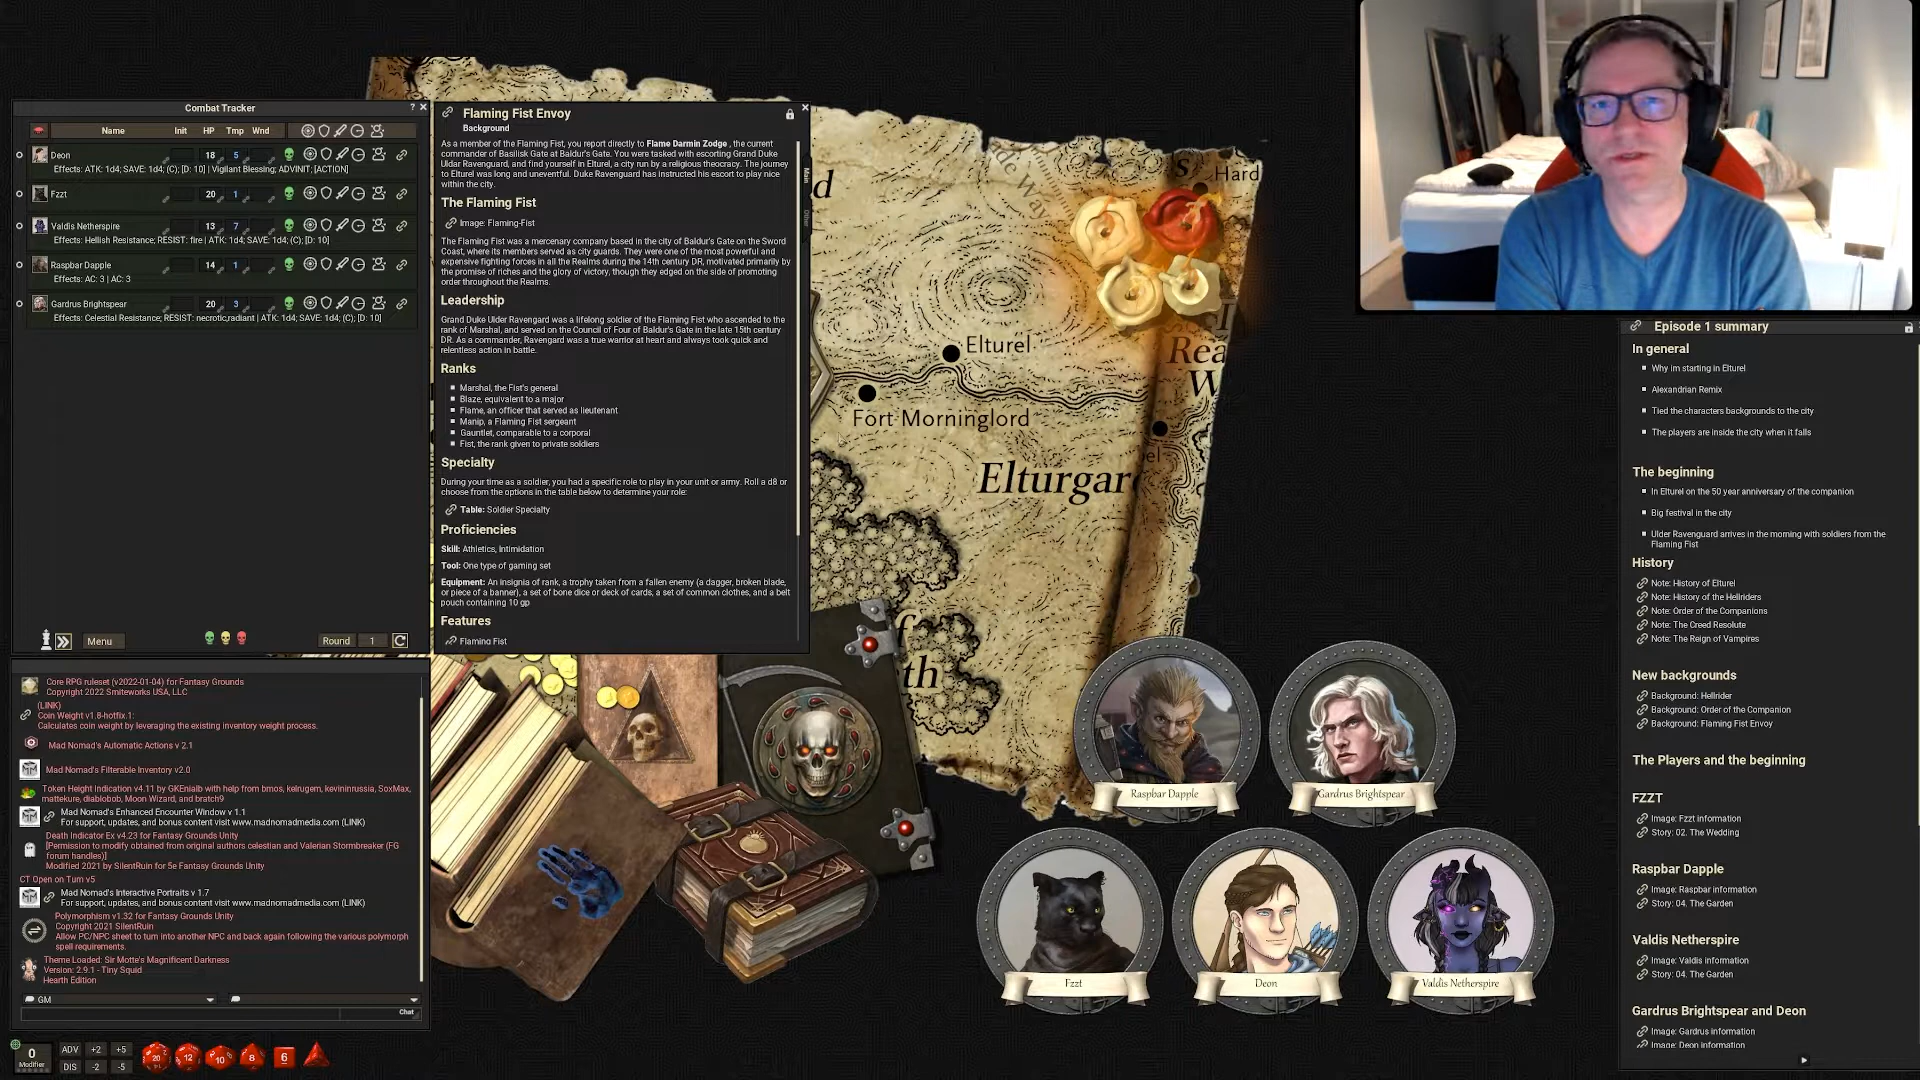 Combat Tracker
?
Name Init HP Tmp Wnd
Deon 18 5
Effects: ATK: 1d4; SAVE: 1d4; (C); [D: 10] | Vigilant Blessing; ADVINIT; [ACTION]
Fzzt 20 1
Valdis Netherspire 13 7
Effects: Hellish Resistance; RESIST: fire | ATK: 1d4; SAVE: 1d4; (C); [D: 10]
Raspbar Dapple 14 1
Effects: AC: 3 | AC: 3
Gardrus Brightspear 20 3
Effects: Celestial Resistance; RESIST: necrotic,radiant | ATK: 1d4; SAVE: 1d4; (C); [D: 10]
Menu
Round 1
Flaming Fist Envoy
Background
As a member of the Flaming Fist, you report directly to Flame Darmin Zodge , the current
commander of Basilisk Gate at Baldur's Gate. You were tasked with escorting Grand Duke
Uldar Ravengard, and find yourself in Elturel, a city run by a religious theocracy. The journey
to Elturel was long and uneventful. Duke Ravengard has instructed his escort to play nice
within the city.
The Flaming Fist
Image: Flaming-Fist
The Flaming Fist was a mercenary company based in the city of Baldur's Gate on the Sword
Coast, where its members served as city guards. They were one of the most powerful and
expensive fighting forces in all the Realms during the 14th century DR, motivated primarily by
the promise of riches and the glory of victory, though they edged on the side of promoting
order throughout the Realms.
Leadership
Grand Duke Ulder Ravengard was a lifelong soldier of the Flaming Fist who ascended to the
rank of Marshal, and served on the Council of Four of Baldur's Gate in the late 15th century
DR. As a commander, Ravengard was a true warrior at heart and always took quick and
relentless action in battle.
Ranks
Marshal, the Fist's general
Blaze, equivalent to a major
Flame, an officer that served as lieutenant
Manip, a Flaming Fist sergeant
Gauntlet, comparable to a corporal
Fist, the rank given to private soldiers
Specialty
During your time as a soldier, you had a specific role to play in your unit or army. Roll a d8 or
choose from the options in the table below to determine your role:
Table: Soldier Specialty
Proficiencies
Skill: Athletics, Intimidation
Tool: One type of gaming set
Equipment: An insignia of rank, a trophy taken from a fallen enemy (a dagger, broken blade,
or piece of a banner), a set of bone dice or deck of cards, a set of common clothes, and a belt
pouch containing 10 gp
Features
Flaming Fist
Main
Other
d
Hard
Elturel
Fort Morninglord
Rea
W
el
Elturgar
f
th
Core RPG ruleset (v2022-01-04) for Fantasy Grounds
Copyright 2022 Smiteworks USA, LLC
(LINK)
Coin Weight v1.8-hotfix.1:
Calculates coin weight by leveraging the existing inventory weight process.
Mad Nomad's Automatic Actions v 2.1
Mad Nomad's Filterable Inventory v2.0
Token Height Indication v4.11 by GKEnialb with help from bmos, kelrugem, kevininrussia, SoxMax,
mattekure, diablobob, Moon Wizard, and bratch9
Mad Nomad's Enhanced Encounter Window v 1.1
For support, updates, and bonus content visit www.madnomadmedia.com (LINK)
Death Indicator Ex v4.23 for Fantasy Grounds Unity
[Permission to modify obtained from original authors celestian and Valerian Stormbreaker (FG
forum handles)]
Modified 2021 by SilentRuin for 5e Fantasy Grounds Unity
CT Open on Turn v5
Mad Nomad's Interactive Portraits v 1.7
For support, updates, and bonus content visit www.madnomadmedia.com (LINK)
Polymorphism v1.32 for Fantasy Grounds Unity
Copyright 2021 SilentRuin
Allow PC/NPC sheet to turn into another NPC and back again following the various polymorph
spell requirements.
Theme Loaded: Sir Motte's Magnificent Darkness
Version: 2.9.1 - Tiny Squid
Hearth Edition
GM
Chat
0
Modifier
ADV +2 +5
DIS -2 -5
20 12 10 8 6
Raspbar Dapple
Gardrus Brightspear
Fzzt
Deon
Valdis Netherspire
Episode 1 summary
In general
Why im starting in Elturel
Alexandrian Remix
Tied the characters backgrounds to the city
The players are inside the city when it falls
The beginning
In Elturel on the 50 year anniversary of the companion
Big festival in the city
Ulder Ravenguard arrives in the morning with soldiers from the
Flaming Fist
History
Note: History of Elturel
Note: History of the Hellriders
Note: Order of the Companions
Note: The Creed Resolute
Note: The Reign of Vampires
New backgrounds
Background: Hellrider
Background: Order of the Companion
Background: Flaming Fist Envoy
The Players and the beginning
FZZT
Image: Fzzt information
Story: 02. The Wedding
Raspbar Dapple
Image: Raspbar information
Story: 04. The Garden
Valdis Netherspire
Image: Valdis information
Story: 04. The Garden
Gardrus Brightspear and Deon
Image: Gardrus information
Image: Deon information